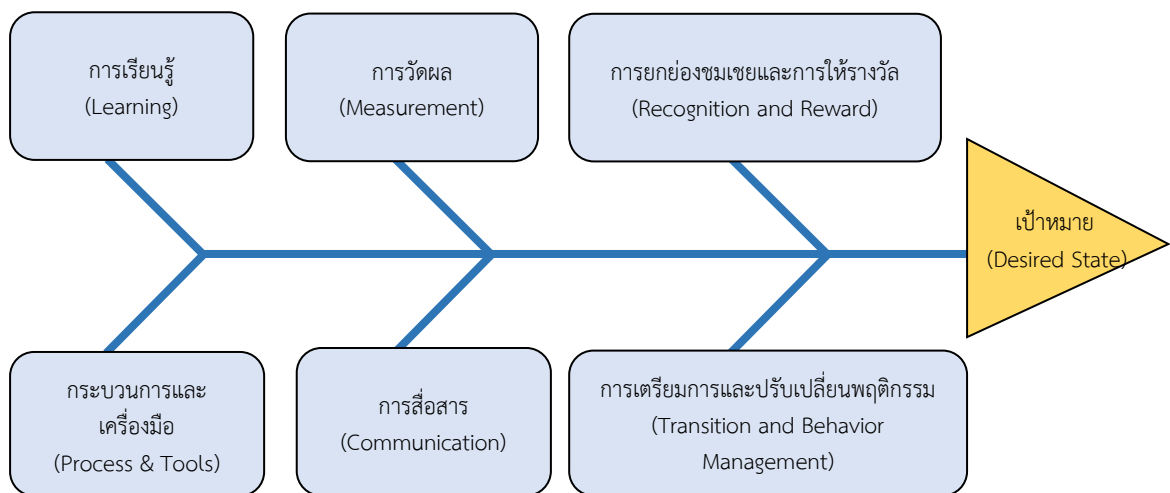 การเรียนรู้
(Learning)
การวัดผล
(Measurement)
การยกย่องชมเชยและการให้รางวัล
(Recognition and Reward)
เป้าหมาย
(Desired State)
กระบวนการและ
เครื่องมือ
(Process & Tools)
การสื่อสาร
(Communication)
การเตรียมการและปรับเปลี่ยนพฤติกรรม
(Transition and Behavior
Management)